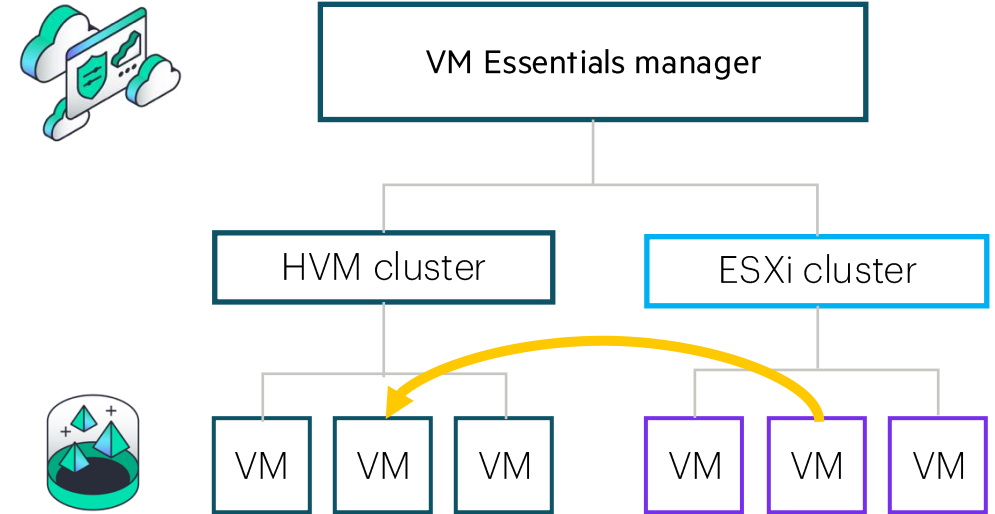 VM Essentials manager
HVM cluster
ESXi cluster
VM
VM
VM
VM
VM
VM